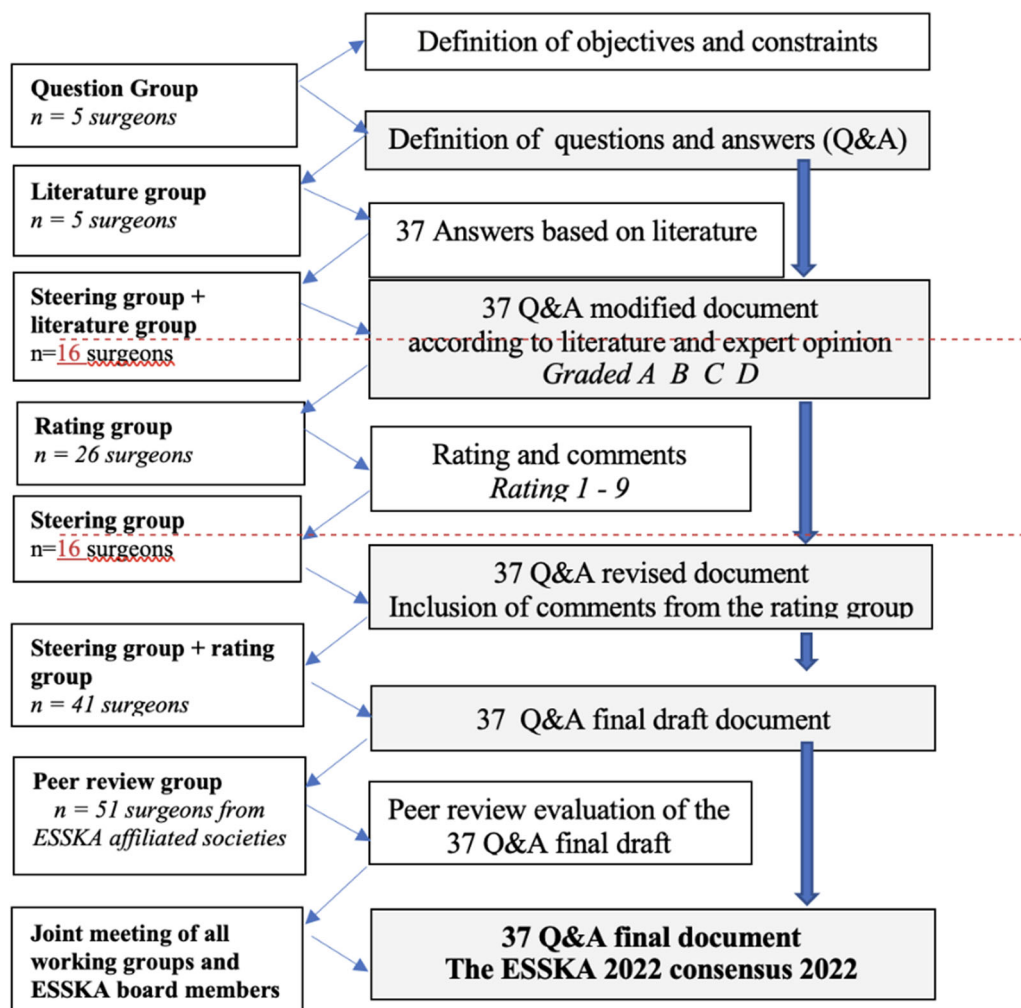 Definition of objectives and constraints
Question Group
n = 5 surgeons
Definition of questions and answers (Q&A)
Literature group
n = 5 surgeons
37 Answers based on literature
Steering group +
literature group
n=16 surgeons
37 Q&A modified document
according to literature and expert opinion
Graded A B C D
Rating group
n = 26 surgeons
Rating and comments
Rating 1 - 9
Steering group
n=16 surgeons
37 Q&A revised document
Inclusion of comments from the rating group
Steering group + rating
group
n = 41 surgeons
37 Q&A final draft document
Peer review group
n = 51 surgeons from
ESSKA affiliated societies
Peer review evaluation of the
37 Q&A final draft
Joint meeting of all
working groups and
ESSKA board members
37 Q&A final document
The ESSKA 2022 consensus 2022